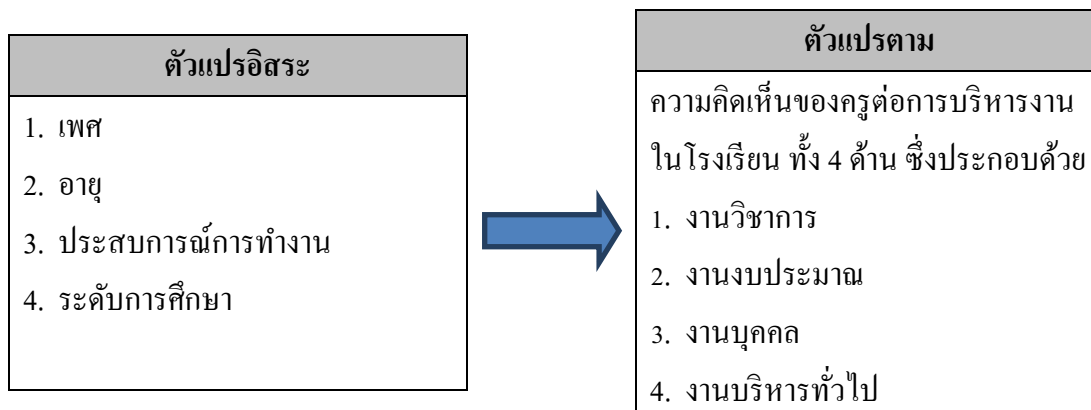 ตัวแปรอิสระ
1. เพศ
2. อายุ
3. ประสบการณ์การทำงาน
4. ระดับการศึกษา
ตัวแปรตาม
ความคิดเห็นของครูต่อการบริหารงาน
ในโรงเรียน ทั้ง 4 ด้าน ซึ่งประกอบด้วย
1. งานวิชาการ
2. งานงบประมาณ
3. งานบุคคล
4. งานบริหารทั่วไป